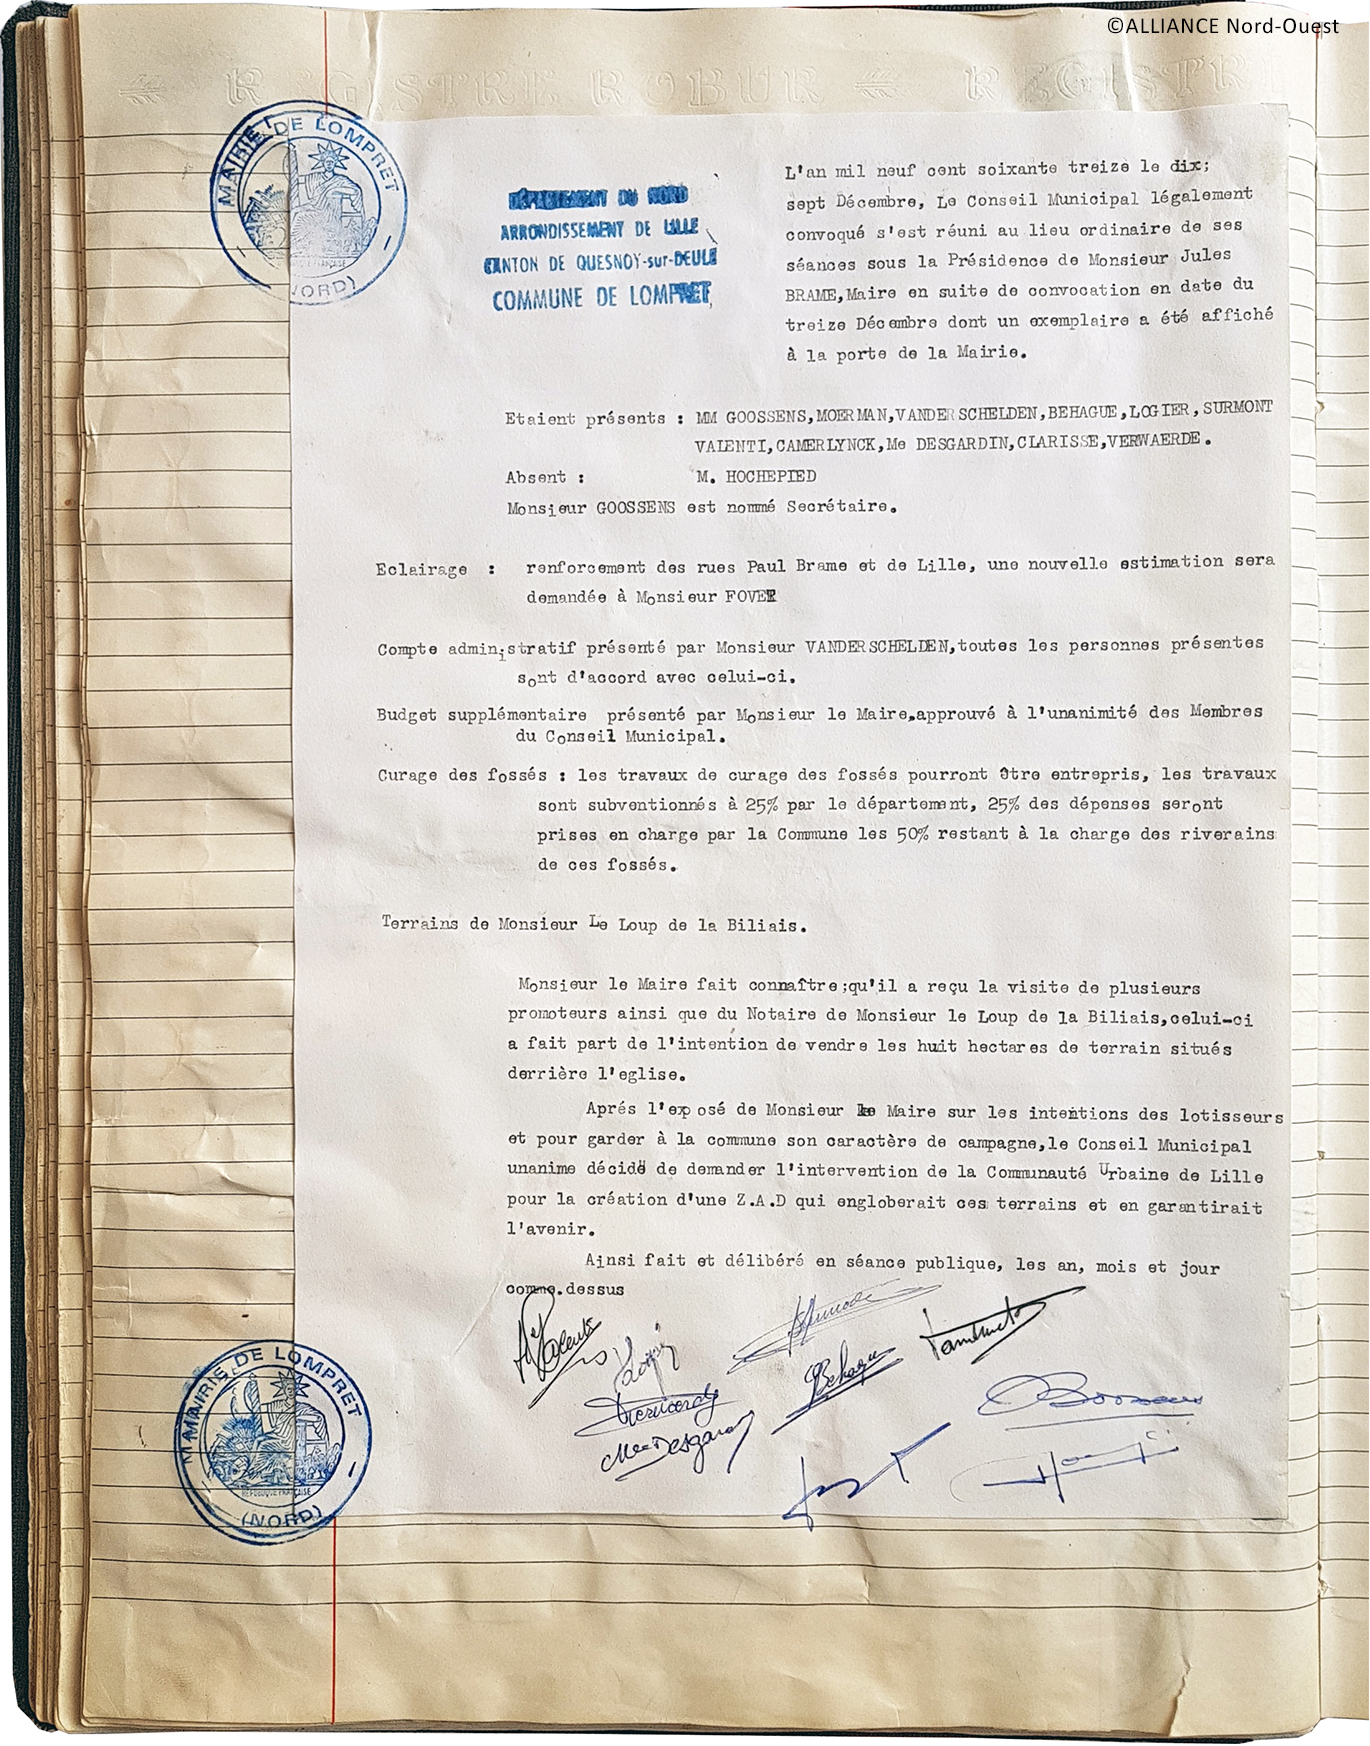 ©ALLIANCE Nord-Ouest
REGISTRE ROBUR REGISTRE
MAIRIE DE LOMPRET
(NORD)
DÉPARTEMENT DU NORD
ARRONDISSEMENT DE LILLE
CANTON DE QUESNOY-sur-DEULE
COMMUNE DE LOMPRET
L'an mil neuf cent soixante treize le dix;
sept Décembre, Le Conseil Municipal légalement
convoqué s'est réuni au lieu ordinaire de ses
séances sous la Présidence de Monsieur Jules
BRAME,Maire en suite de convocation en date du
treize Décembre dont un exemplaire a été affiché
à la porte de la Mairie.
Etaient présents : MM GOOSSENS,MOERMAN,VANDERSCHELDEN,BEHAGUE,LOGIER,SURMONT
VALENTI,CAMERLYNCK,Me DESGARDIN,CLARISSE,VERWAERDE.
Absent : M. HOCHEPIED
Monsieur GOOSSENS est nommé Secrétaire.
Eclairage : renforcement des rues Paul Brame et de Lille, une nouvelle estimation sera
demandée à Monsieur FOVET
Compte administratif présenté par Monsieur VANDERSCHELDEN,toutes les personnes présentes
sont d'accord avec celui-ci.
Budget supplémentaire présenté par Monsieur le Maire,approuvé à l'unanimité des Membres
du Conseil Municipal.
Curage des fossés : les travaux de curage des fossés pourront être entrepris, les travaux
sont subventionnés à 25% par le département, 25% des dépenses seront
prises en charge par la Commune les 50% restant à la charge des riverains
de ces fossés.
Terrains de Monsieur Le Loup de la Biliais.
Monsieur le Maire fait connaître;qu'il a reçu la visite de plusieurs
promoteurs ainsi que du Notaire de Monsieur le Loup de la Biliais,celui-ci
a fait part de l'intention de vendre les huit hectares de terrain situés
derrière l'eglise.
Aprés l'exposé de Monsieur le Maire sur les intentions des lotisseurs
et pour garder à la commune son caractère de campagne,le Conseil Municipal
unanime décide de demander l'intervention de la Communauté Urbaine de Lille
pour la création d'une Z.A.D qui engloberait ces terrains et en garantirait
l'avenir.
Ainsi fait et délibéré en séance publique, les an, mois et jour
comme.dessus
Behague
Desgard
MAIRIE DE LOMPRET
RÉPUBLIQUE FRANÇAISE
(NORD)